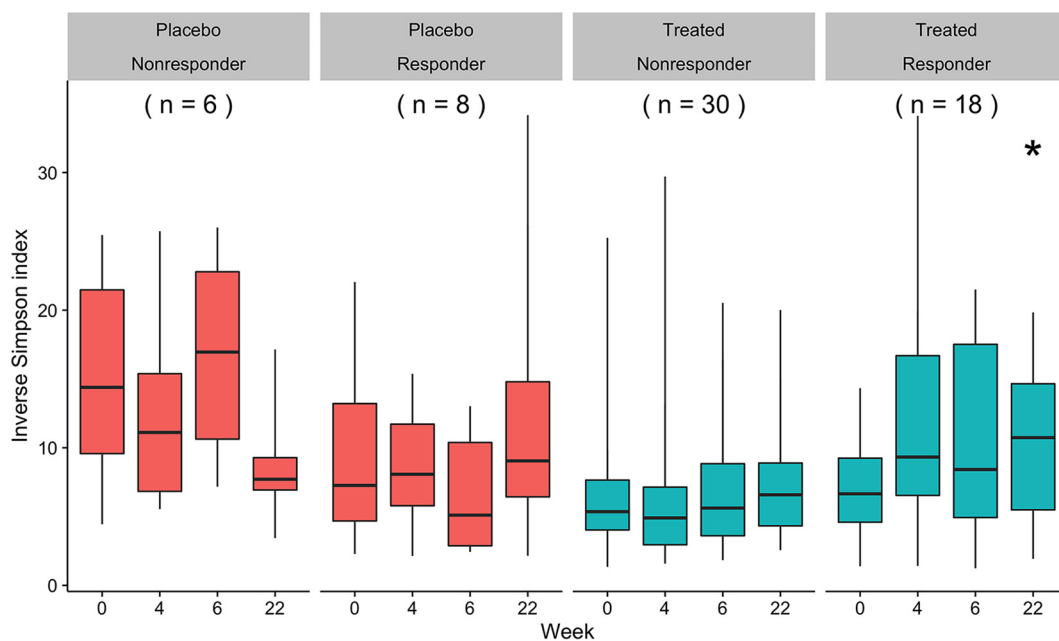 Placebo
Nonresponder
Placebo
Responder
Treated
Nonresponder
Treated
Responder
( n = 6 )
( n = 8 )
( n = 30 )
( n = 18 )
*
Inverse Simpson index
30
20
10
0
0 4 6 22
0 4 6 22
0 4 6 22
0 4 6 22
Week